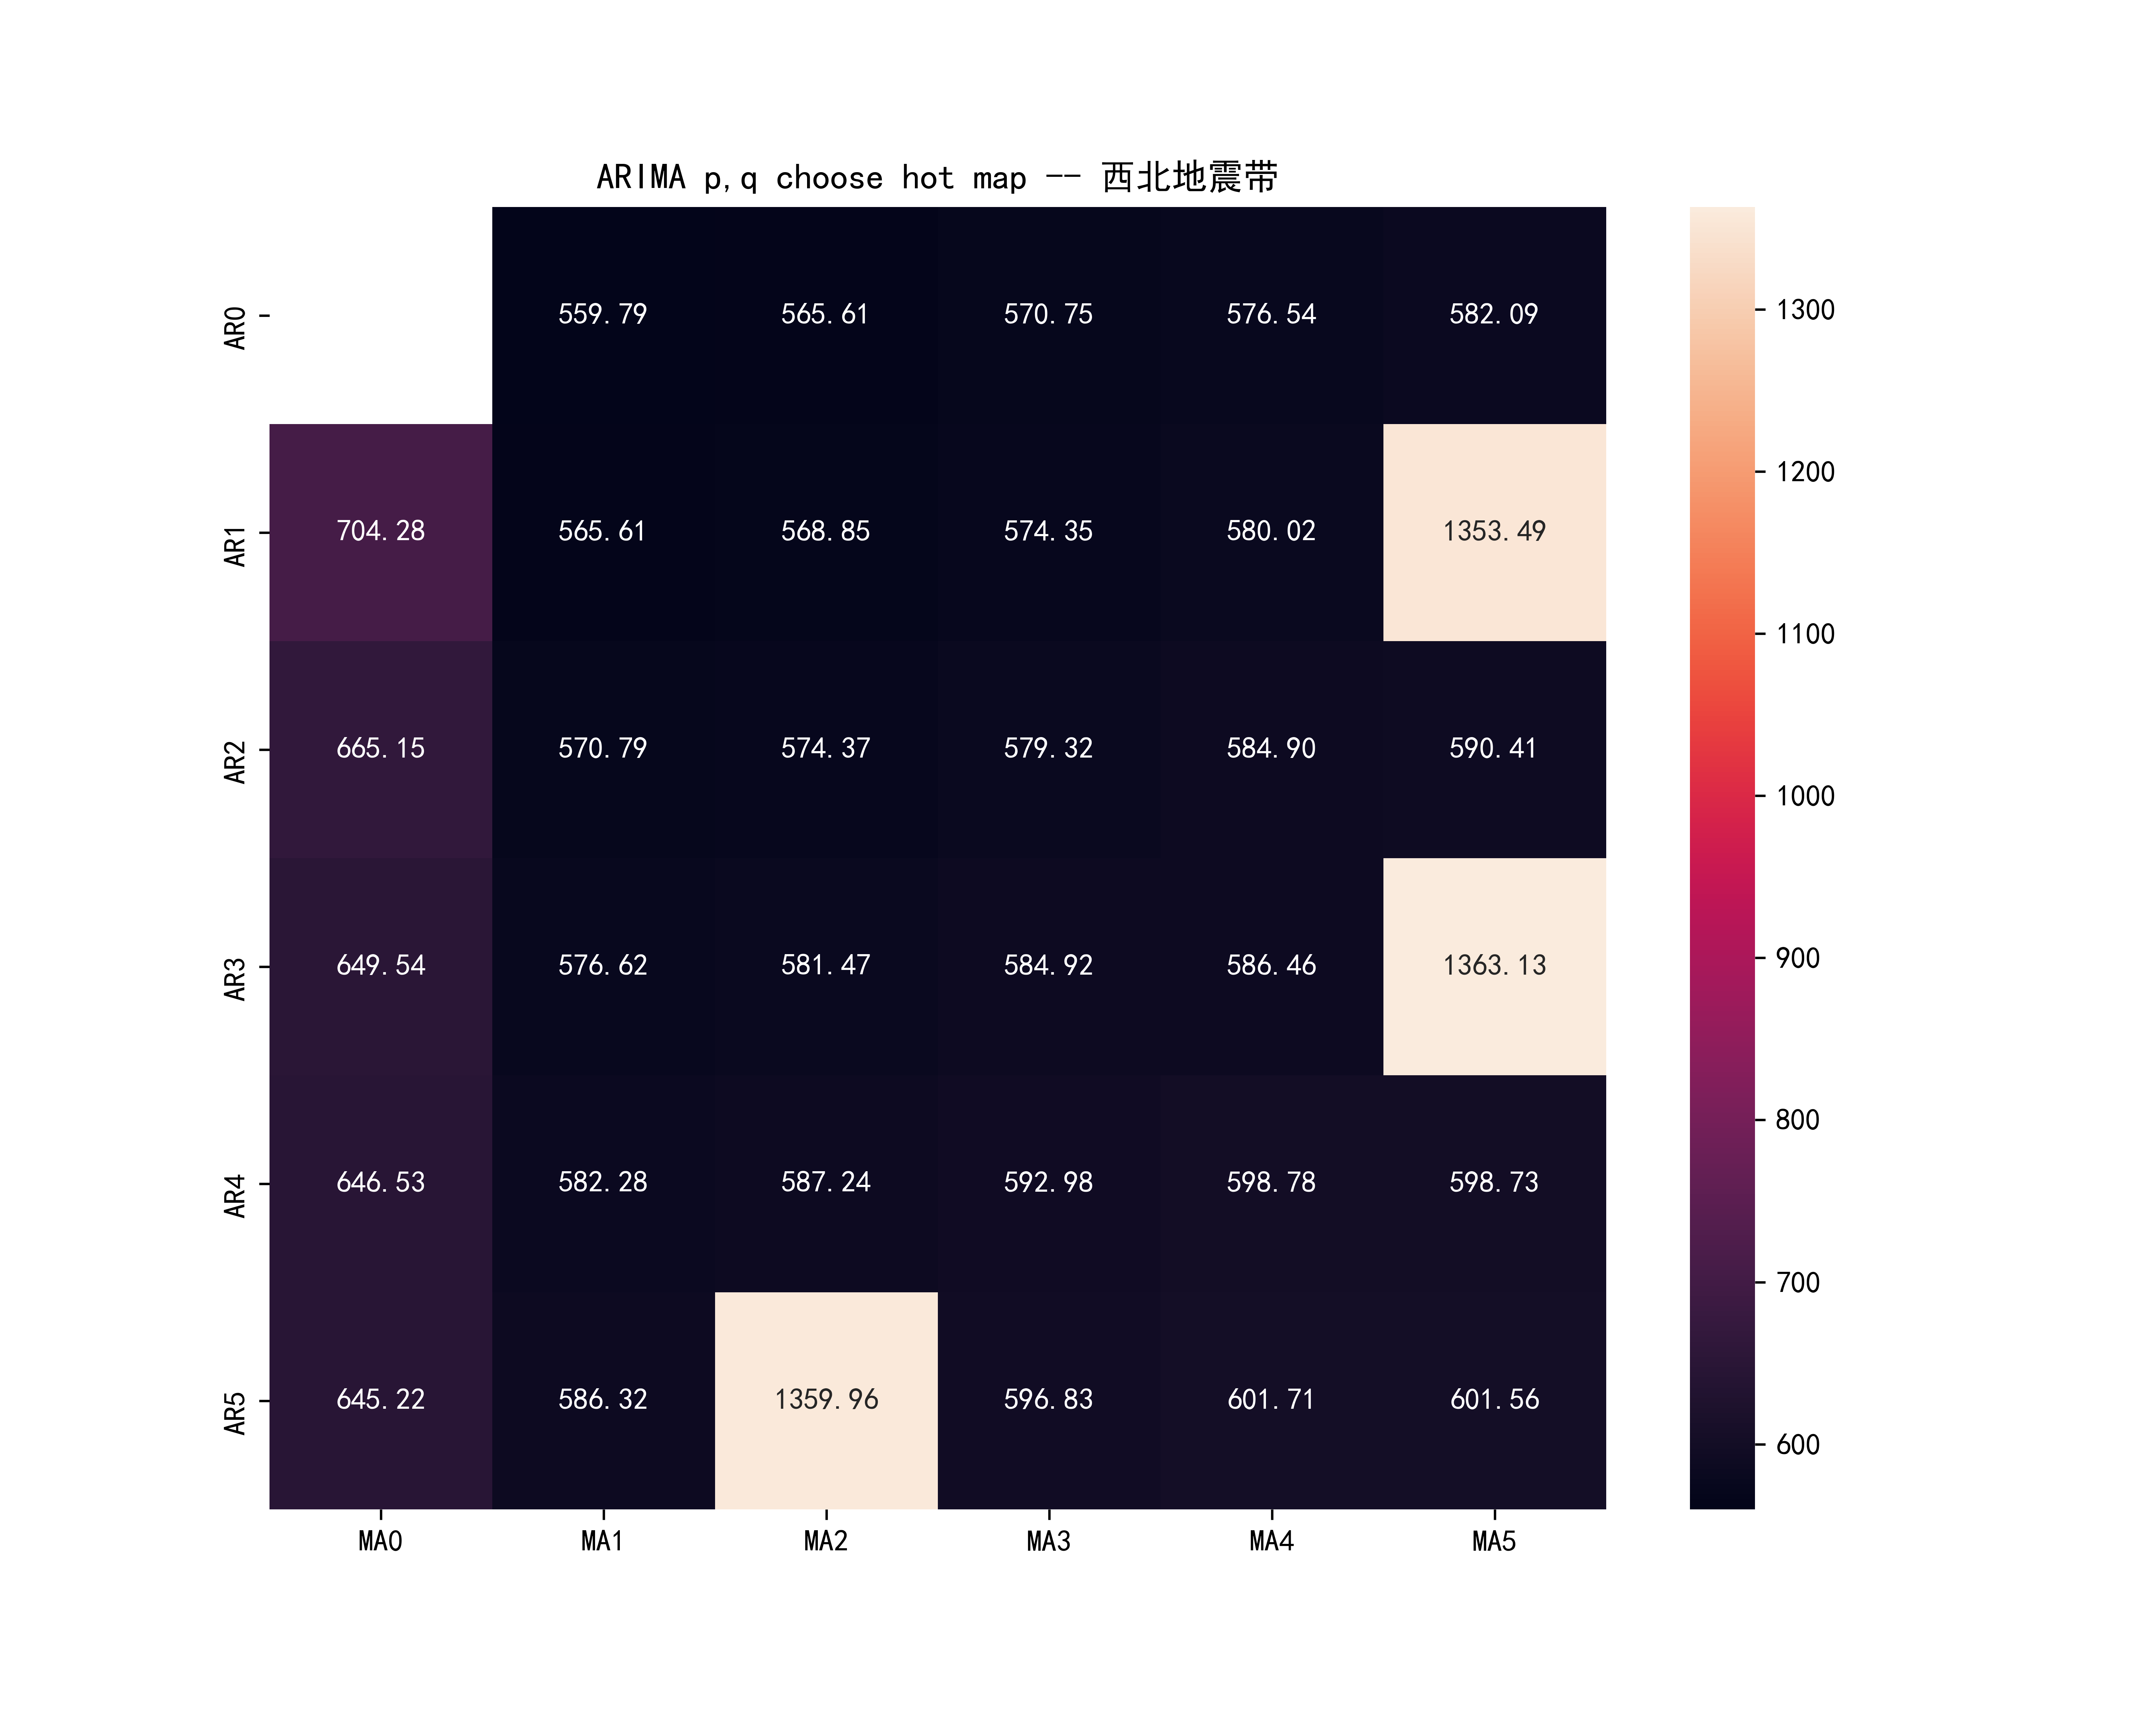 ARIMA p,q choose hot map -- 西北地震带
AR0 559.79 565.61 570.75 576.54 582.09
AR1 704.28 565.61 568.85 574.35 580.02 1353.49
AR2 665.15 570.79 574.37 579.32 584.90 590.41
AR3 649.54 576.62 581.47 584.92 586.46 1363.13
AR4 646.53 582.28 587.24 592.98 598.78 598.73
AR5 645.22 586.32 1359.96 596.83 601.71 601.56
MA0 MA1 MA2 MA3 MA4 MA5
1300
1200
1100
1000
900
800
700
600